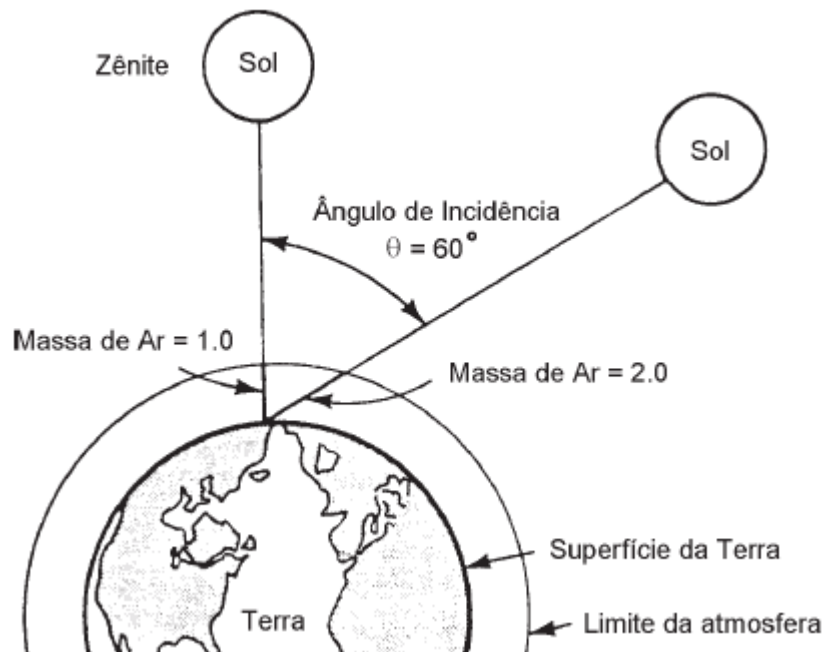 Zênite
Sol
Sol
Ângulo de Incidência
θ = 60°
Massa de Ar = 1.0
Massa de Ar = 2.0
Superfície da Terra
Terra
Limite da atmosfera